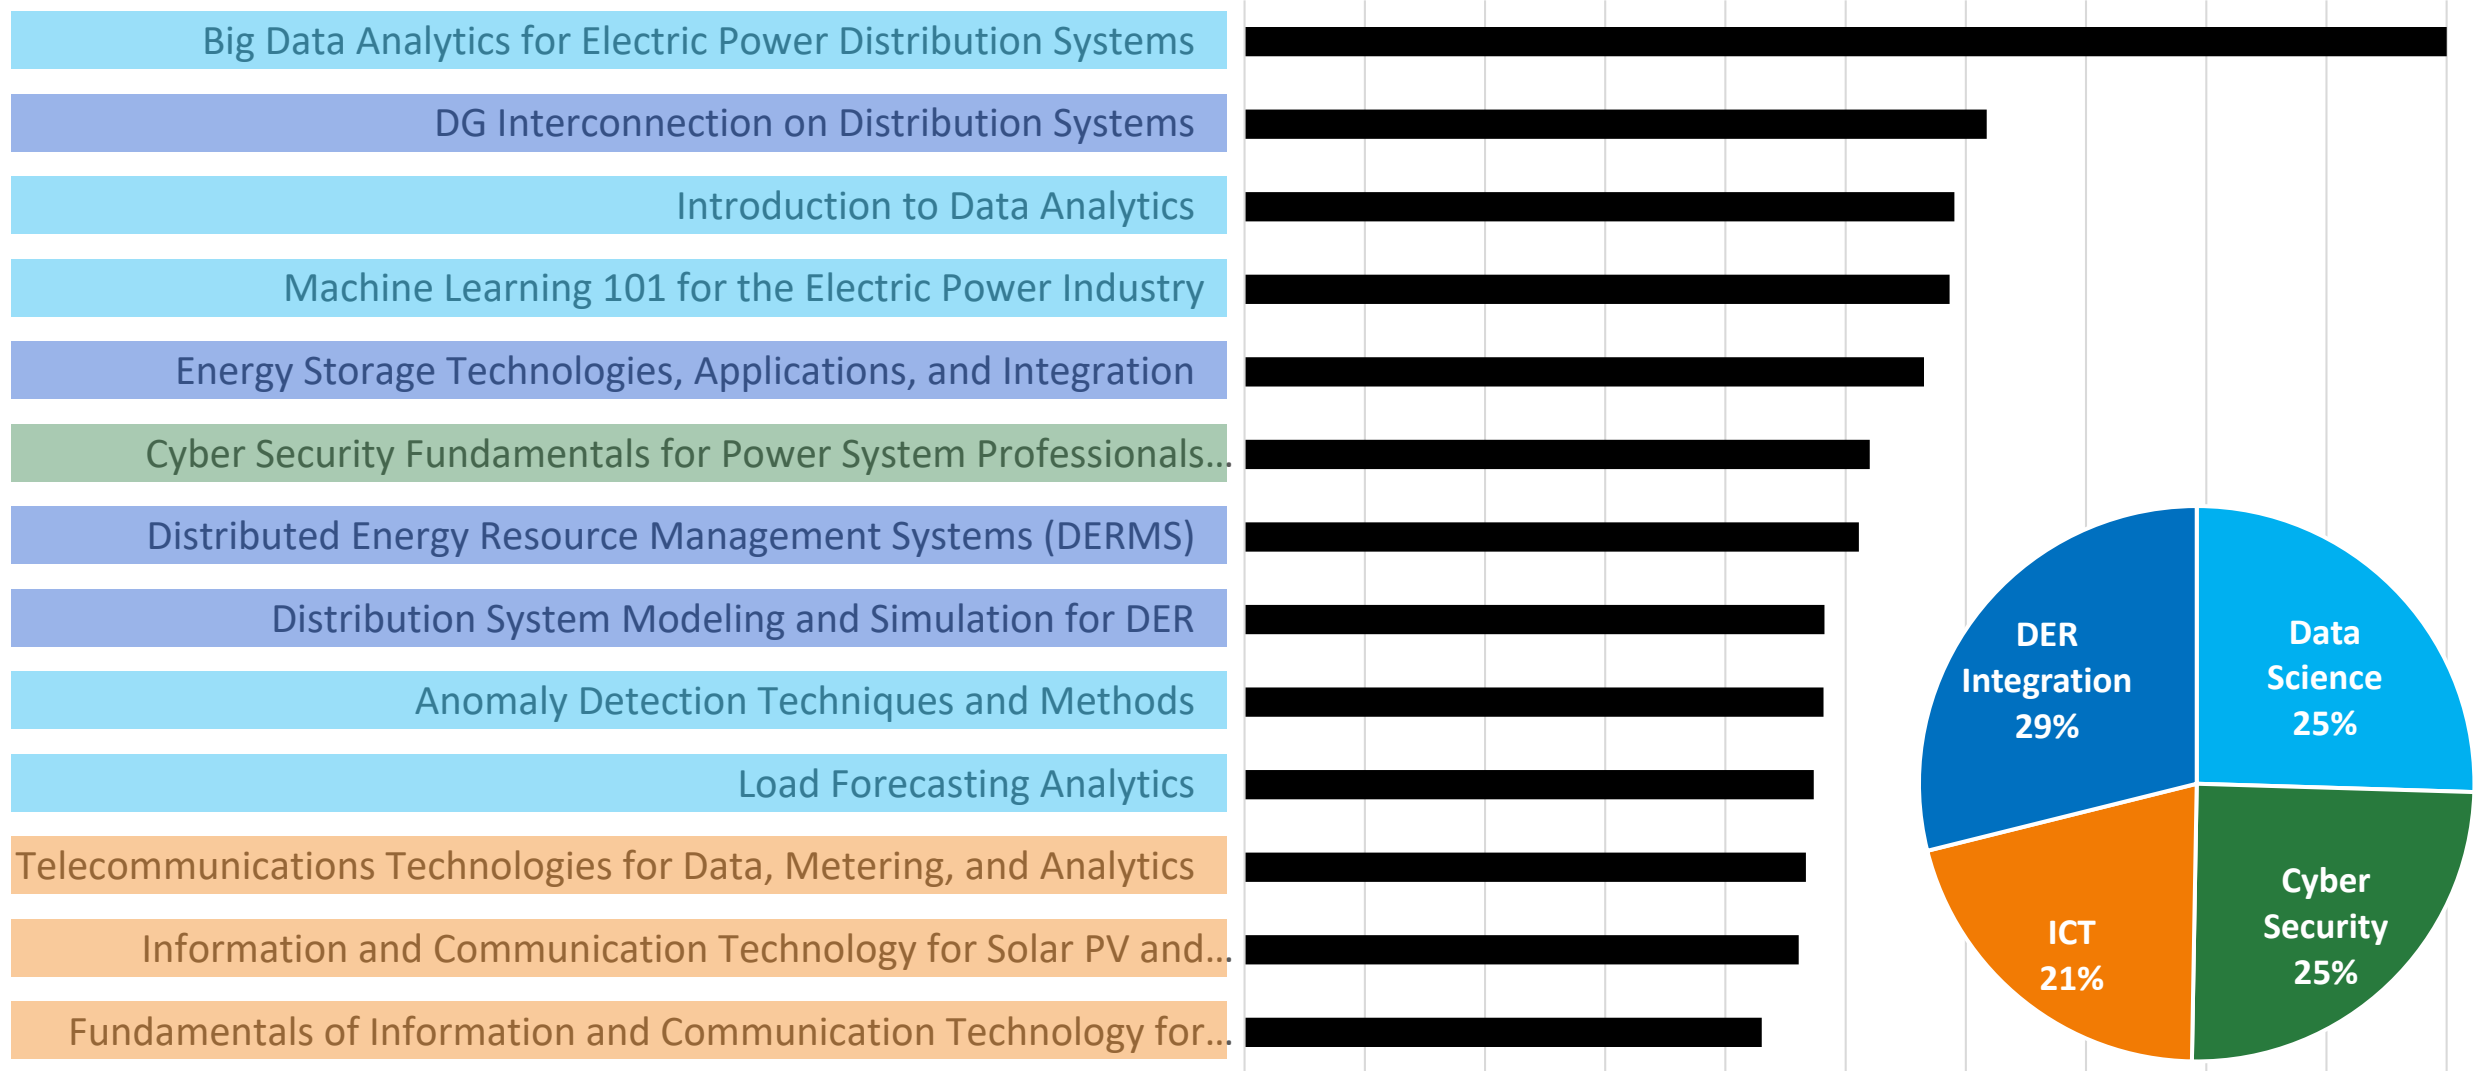 Big Data Analytics for Electric Power Distribution Systems
DG Interconnection on Distribution Systems
Introduction to Data Analytics
Machine Learning 101 for the Electric Power Industry
Energy Storage Technologies, Applications, and Integration
Cyber Security Fundamentals for Power System Professionals...
Distributed Energy Resource Management Systems (DERMS)
Distribution System Modeling and Simulation for DER
Anomaly Detection Techniques and Methods
Load Forecasting Analytics
Telecommunications Technologies for Data, Metering, and Analytics
Information and Communication Technology for Solar PV and...
Fundamentals of Information and Communication Technology for...
DER
Integration
29%
Data
Science
25%
ICT
21%
Cyber
Security
25%